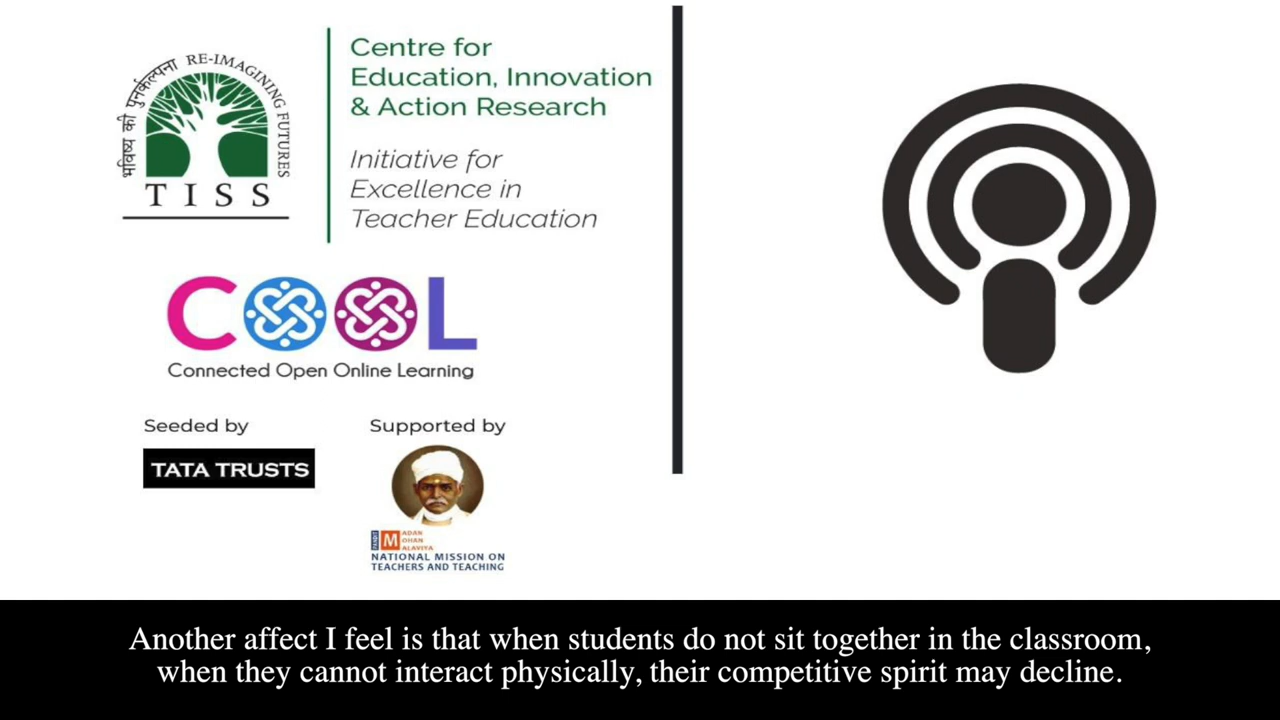 भविष्य की पुनर्कल्पना RE-IMAGINING FUTURES
TISS
Centre for
Education, Innovation
& Action Research
Initiative for
Excellence in
Teacher Education
COOL
Connected Open Online Learning
Seeded by
TATA TRUSTS
Supported by
MADAN
MOHAN
MALAVIYA
NATIONAL MISSION ON
TEACHERS AND TEACHING
Another affect I feel is that when students do not sit together in the classroom,
when they cannot interact physically, their competitive spirit may decline.